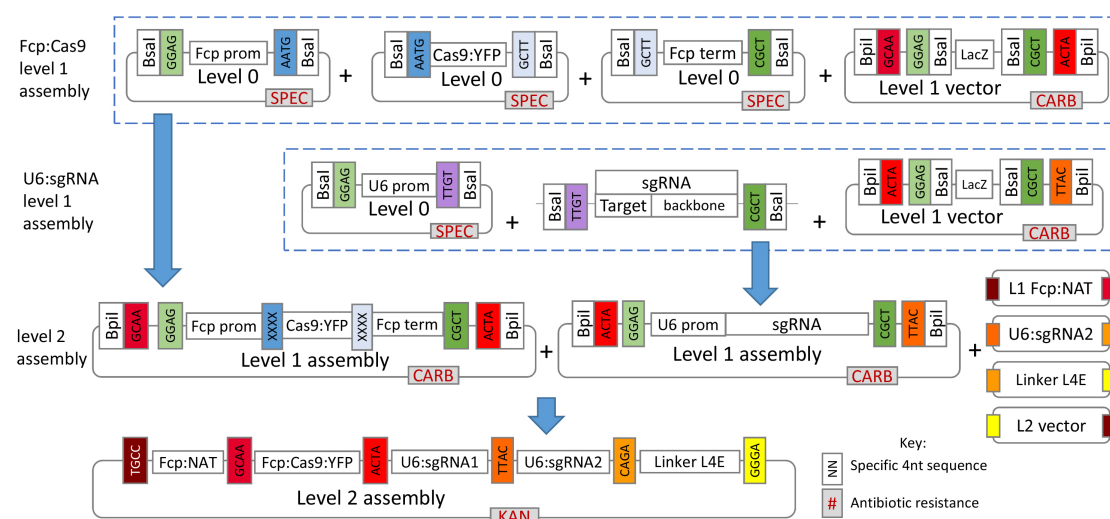 Fcp:Cas9
level 1
assembly
BsaI GGAG Fcp prom AATG BsaI
Level 0
SPEC
+
BsaI AATG Cas9:YFP GCTT BsaI
Level 0
SPEC
+
BsaI GCTT Fcp term CGCT BsaI
Level 0
SPEC
+
BpiI GCAA GGAG BsaI LacZ BsaI CGCT ACTA BpiI
Level 1 vector
CARB
U6:sgRNA
level 1
assembly
BsaI GGAG U6 prom TTGT BsaI
Level 0
SPEC
+
sgRNA
BsaI TTGT Target backbone CGCT BsaI
+
BpiI ACTA GGAG BsaI LacZ BsaI CGCT TTAC BpiI
Level 1 vector
CARB
level 2
assembly
BpiI GCAA GGAG Fcp prom XXXX Cas9:YFP XXXX Fcp term CGCT ACTA BpiI
Level 1 assembly
CARB
+
BpiI ACTA GGAG U6 prom sgRNA CGCT TTAC BpiI
Level 1 assembly
CARB
+
L1 Fcp:NAT
U6:sgRNA2
Linker L4E
L2 vector
TGCC Fcp:NAT GCAA Fcp:Cas9:YFP ACTA U6:sgRNA1 TTAC U6:sgRNA2 CAGA Linker L4E GGGA
Level 2 assembly
KAN
Key:
NN Specific 4nt sequence
# Antibiotic resistance